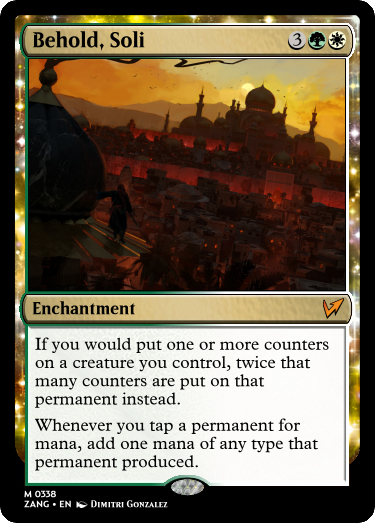 Behold, Soli
3
Enchantment
If you would put one or more counters
on a creature you control, twice that
many counters are put on that
permanent instead.
Whenever you tap a permanent for
mana, add one mana of any type that
permanent produced.
M 0338
ZANG • EN DIMITRI GONZALEZ